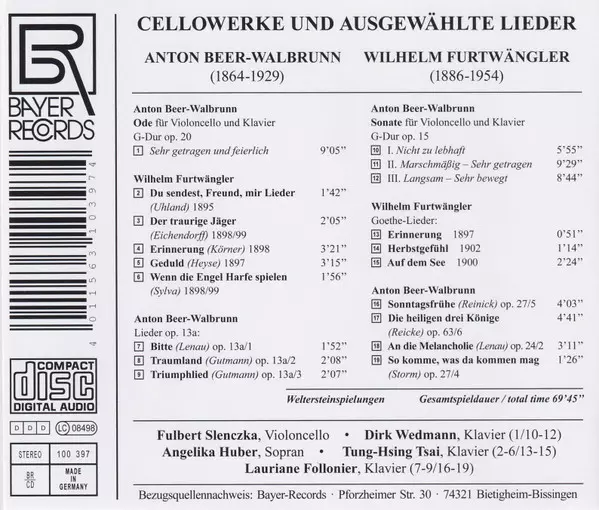 BAYER
RECORDS
CELLOWERKE UND AUSGEWÄHLTE LIEDER
ANTON BEER-WALBRUNN
(1864-1929)
WILHELM FURTWÄNGLER
(1886-1954)
Anton Beer-Walbrunn
Ode für Violoncello und Klavier
G-Dur op. 20
1 Sehr getragen und feierlich 9'05"
Wilhelm Furtwängler
2 Du sendest, Freund, mir Lieder 1'42"
(Uhland) 1895
3 Der traurige Jäger 2'05"
(Eichendorff) 1898/99
4 Erinnerung (Körner) 1898 3'21"
5 Geduld (Heyse) 1897 3'15"
6 Wenn die Engel Harfe spielen 1'56"
(Sylva) 1898/99
Anton Beer-Walbrunn
Lieder op. 13a:
7 Bitte (Lenau) op. 13a/1 1'52"
8 Traumland (Gutmann) op. 13a/2 2'08"
9 Triumphlied (Gutmann) op. 13a/3 2'07"
Anton Beer-Walbrunn
Sonate für Violoncello und Klavier
G-Dur op. 15
10 I. Nicht zu lebhaft 5'55"
11 II. Marschmäßig – Sehr getragen 9'29"
12 III. Langsam – Sehr bewegt 8'44"
Wilhelm Furtwängler
Goethe-Lieder:
13 Erinnerung 1897 0'51"
14 Herbstgefühl 1902 1'14"
15 Auf dem See 1900 2'24"
Anton Beer-Walbrunn
16 Sonntagsfrühe (Reinick) op. 27/5 4'03"
17 Die heiligen drei Könige 4'41"
(Reicke) op. 63/6
18 An die Melancholie (Lenau) op. 24/2 3'11"
19 So komme, was da kommen mag 1'26"
(Storm) op. 27/4
Weltersteinspielungen Gesamtspieldauer / total time 69'45"
Fulbert Slenczka, Violoncello • Dirk Wedmann, Klavier (1/10-12)
Angelika Huber, Sopran • Tung-Hsing Tsai, Klavier (2-6/13-15)
Lauriane Follonier, Klavier (7-9/16-19)
Bezugsquellennachweis: Bayer-Records · Pforzheimer Str. 30 · 74321 Bietigheim-Bissingen
4 011563 103974
COMPACT
disc
DIGITAL AUDIO
D D D LC 08498
STEREO 100 397
BR
CD
MADE IN
GERMANY